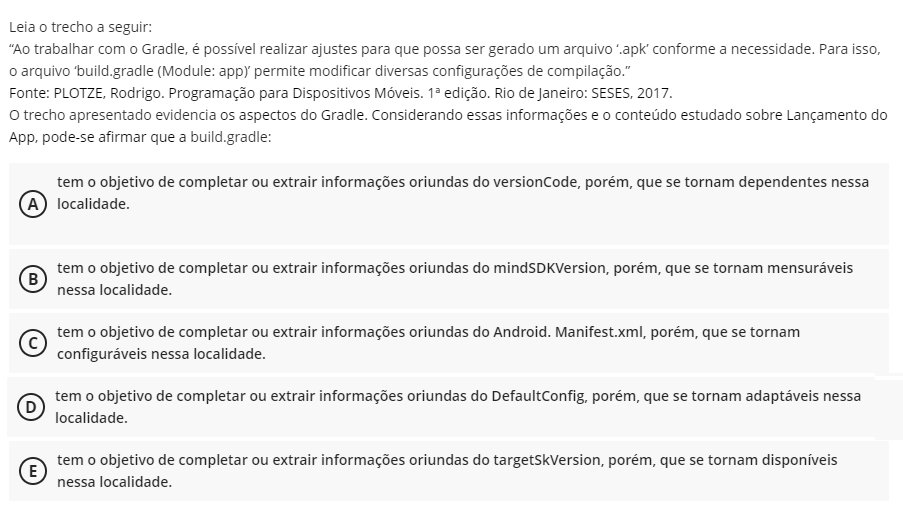 Leia o trecho a seguir:
“Ao trabalhar com o Gradle, é possível realizar ajustes para que possa ser gerado um arquivo ‘.apk’ conforme a necessidade. Para isso,
o arquivo ‘build.gradle (Module: app)’ permite modificar diversas configurações de compilação.”
Fonte: PLOTZE, Rodrigo. Programação para Dispositivos Móveis. 1ª edição. Rio de Janeiro: SESES, 2017.
O trecho apresentado evidencia os aspectos do Gradle. Considerando essas informações e o conteúdo estudado sobre Lançamento do
App, pode-se afirmar que a build.gradle:
A
tem o objetivo de completar ou extrair informações oriundas do versionCode, porém, que se tornam dependentes nessa
localidade.
B
tem o objetivo de completar ou extrair informações oriundas do mindSDKVersion, porém, que se tornam mensuráveis
nessa localidade.
C
tem o objetivo de completar ou extrair informações oriundas do Android. Manifest.xml, porém, que se tornam
configuráveis nessa localidade.
D
tem o objetivo de completar ou extrair informações oriundas do DefaultConfig, porém, que se tornam adaptáveis nessa
localidade.
E
tem o objetivo de completar ou extrair informações oriundas do targetSkVersion, porém, que se tornam disponíveis
nessa localidade.